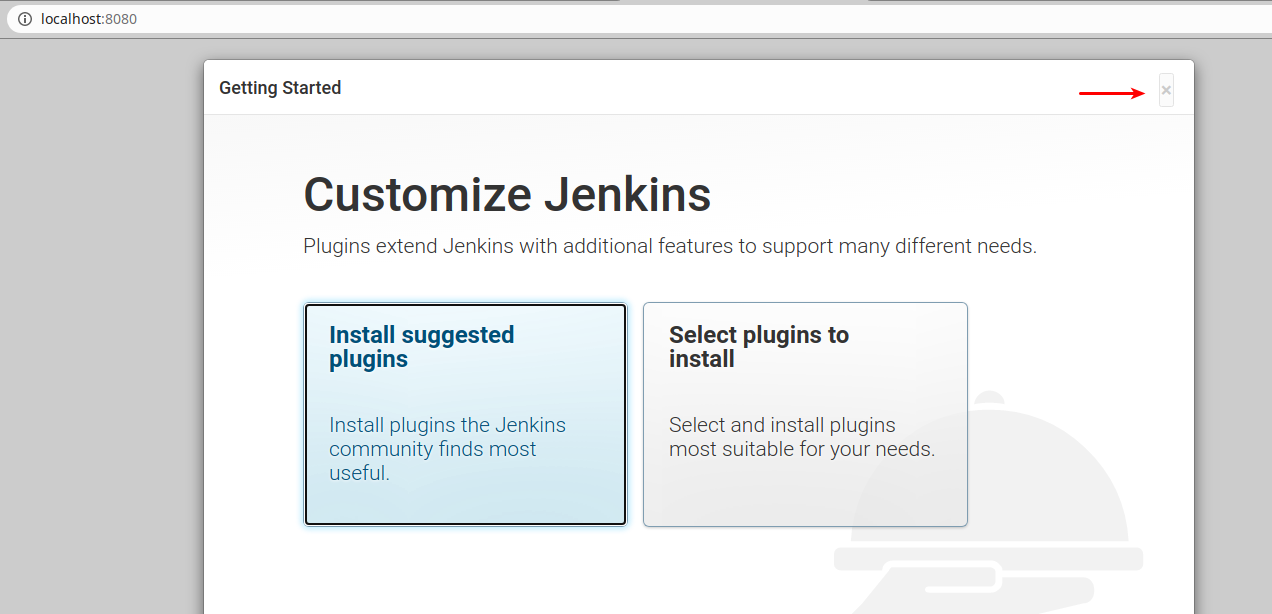 localhost:8080
Getting Started
×
Customize Jenkins
Plugins extend Jenkins with additional features to support many different needs.
Install suggested
plugins
Install plugins the Jenkins
community finds most
useful.
Select plugins to
install
Select and install plugins
most suitable for your needs.